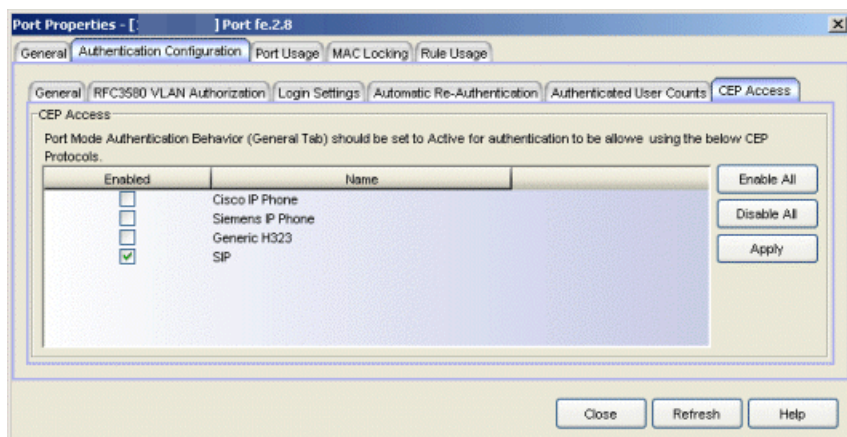 Port Properties - [ ] Port fe.2.8
General Authentication Configuration Port Usage MAC Locking Rule Usage
General RFC3580 VLAN Authorization Login Settings Automatic Re-Authentication Authenticated User Counts CEP Access
CEP Access
Port Mode Authentication Behavior (General Tab) should be set to Active for authentication to be allowe using the below CEP
Protocols.
Enabled Name
Enable All
Cisco IP Phone
Siemens IP Phone
Disable All
Generic H323
SIP
Apply
Close Refresh Help